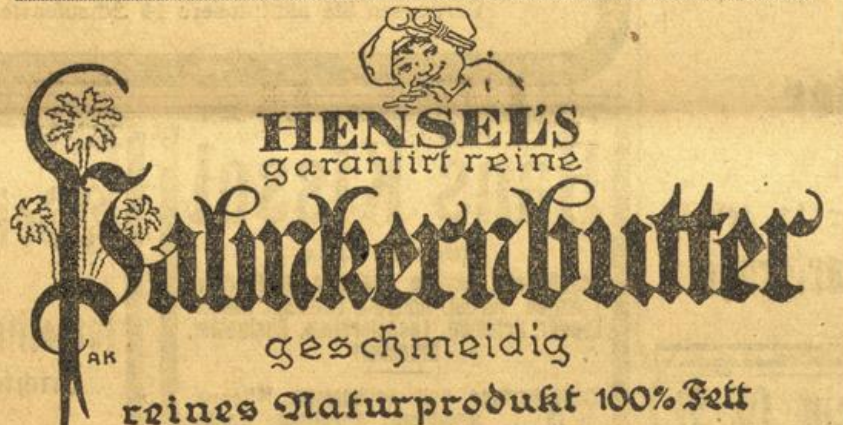 HENSEL'S
garantirt reine
Palmkernbutter
geschmeidig
AK
reines Naturprodukt 100% Fett